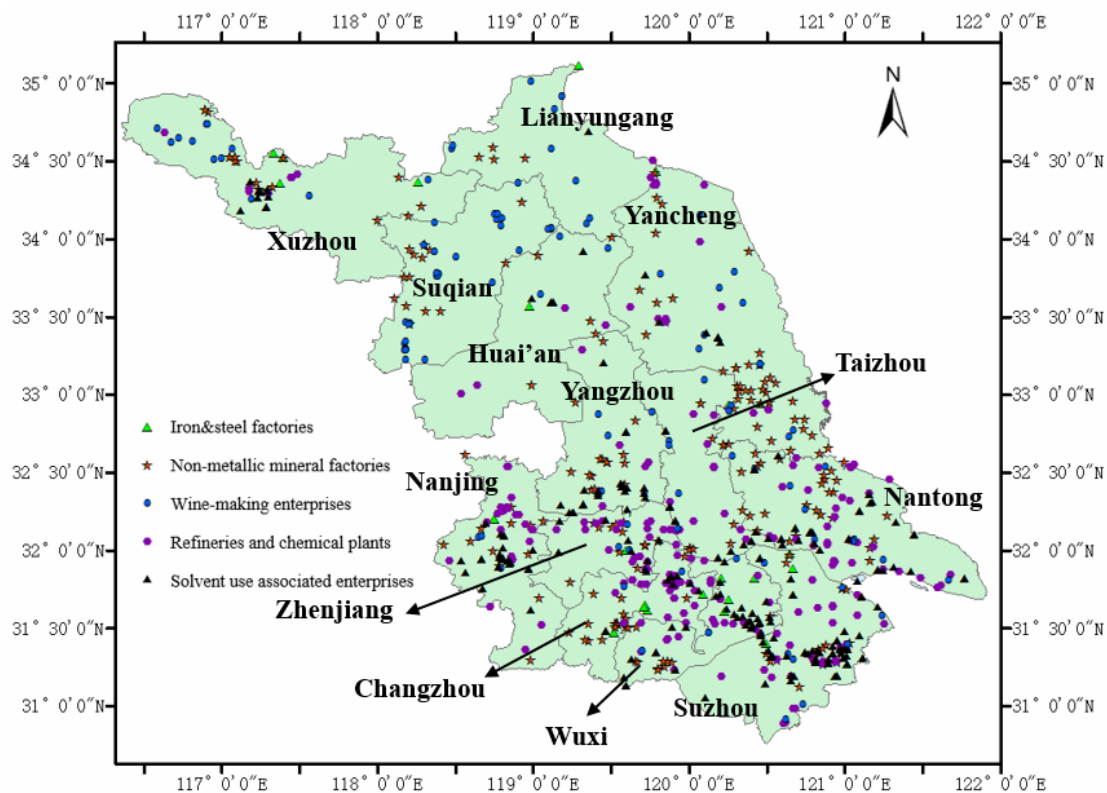 117° 0′0″E 118° 0′0″E 119° 0′0″E 120° 0′0″E 121° 0′0″E 122° 0′0″E
35° 0′0″N 35° 0′0″N
N
Lianyungang
34° 30′0″N 34° 30′0″N
Yancheng
34° 0′0″N Xuzhou 34° 0′0″N
Suqian
33° 30′0″N 33° 30′0″N
Huai'an Taizhou
33° 0′0″N Yangzhou 33° 0′0″N
Iron&steel factories
Non-metallic mineral factories
32° 30′0″N 32° 30′0″N
Nanjing Nantong
Wine-making enterprises
Refineries and chemical plants
32° 0′0″N 32° 0′0″N
Solvent use associated enterprises
Zhenjiang
31° 30′0″N 31° 30′0″N
Changzhou
31° 0′0″N Suzhou 31° 0′0″N
Wuxi
117° 0′0″E 118° 0′0″E 119° 0′0″E 120° 0′0″E 121° 0′0″E 122° 0′0″E